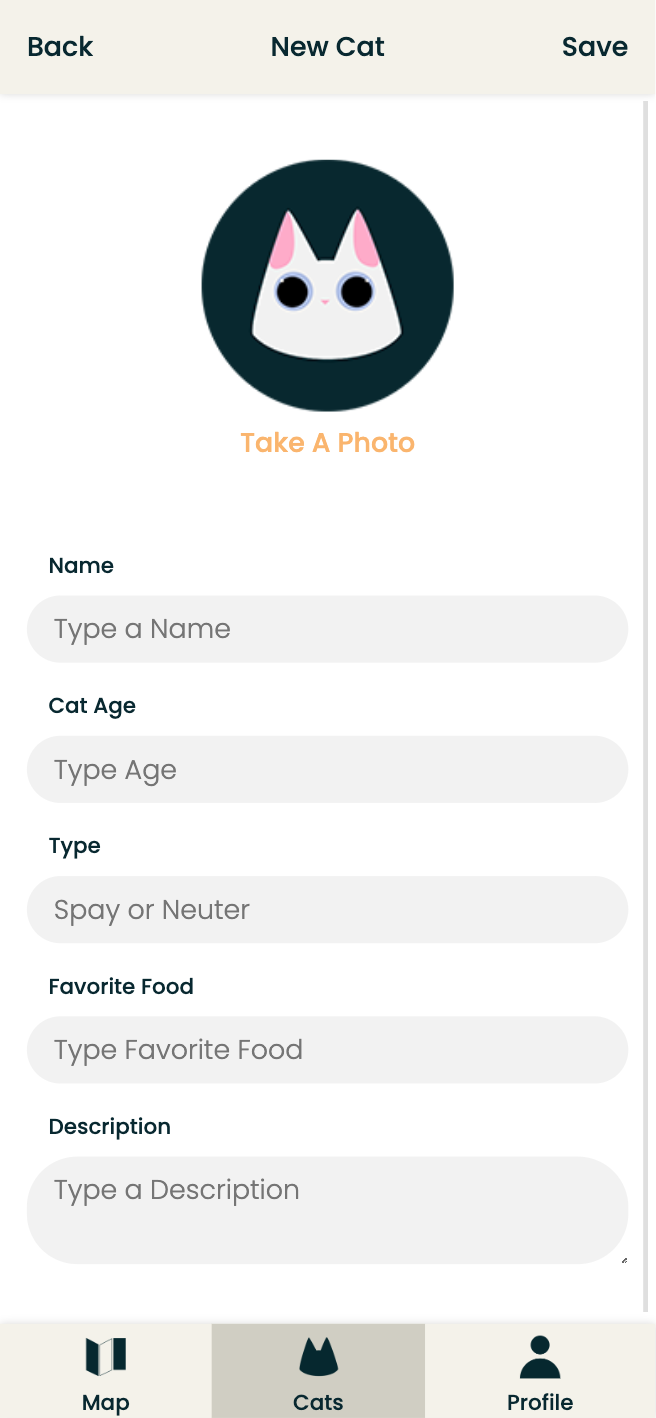 Back New Cat Save
Take A Photo
Name
Type a Name
Cat Age
Type Age
Type
Spay or Neuter
Favorite Food
Type Favorite Food
Description
Type a Description
Map Cats Profile